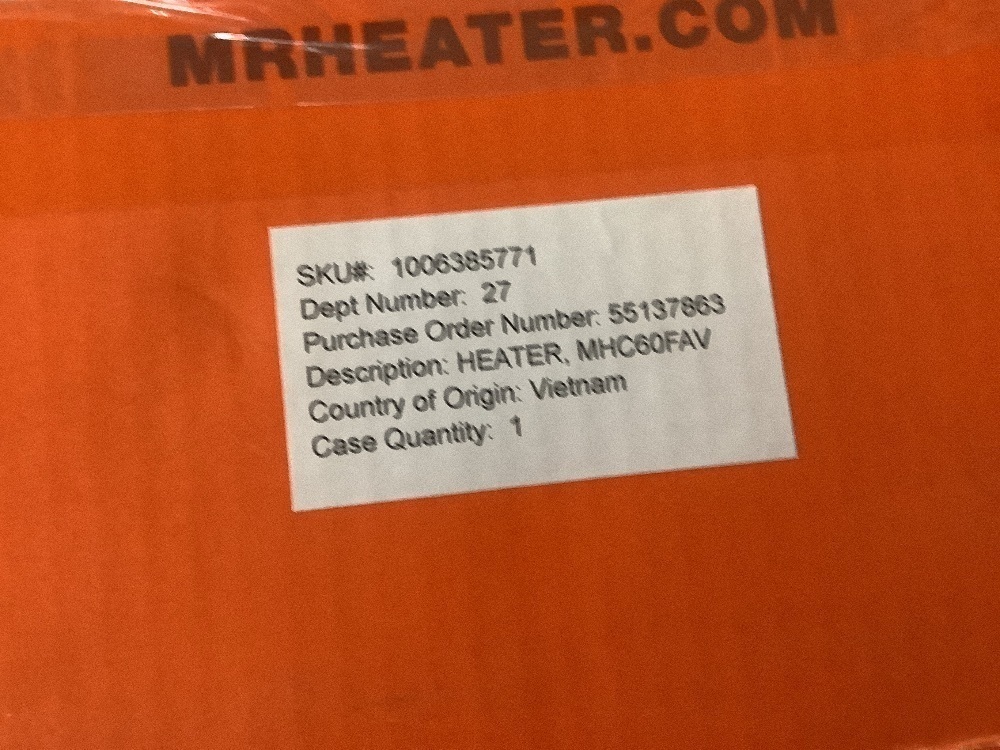 MRHEATER.COM
SKU#: 1006385771
Dept Number: 27
Purchase Order Number: 55137863
Description: HEATER, MHC60FAV
Country of Origin: Vietnam
Case Quantity: 1